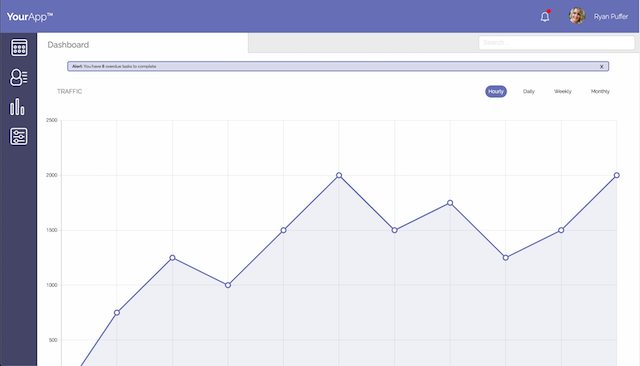 YourApp™
Ryan Puffer
Dashboard
Search...
Alert: You have 6 overdue tasks to complete
X
TRAFFIC
Hourly
Daily
Weekly
Monthly
2500
2000
1500
1000
500